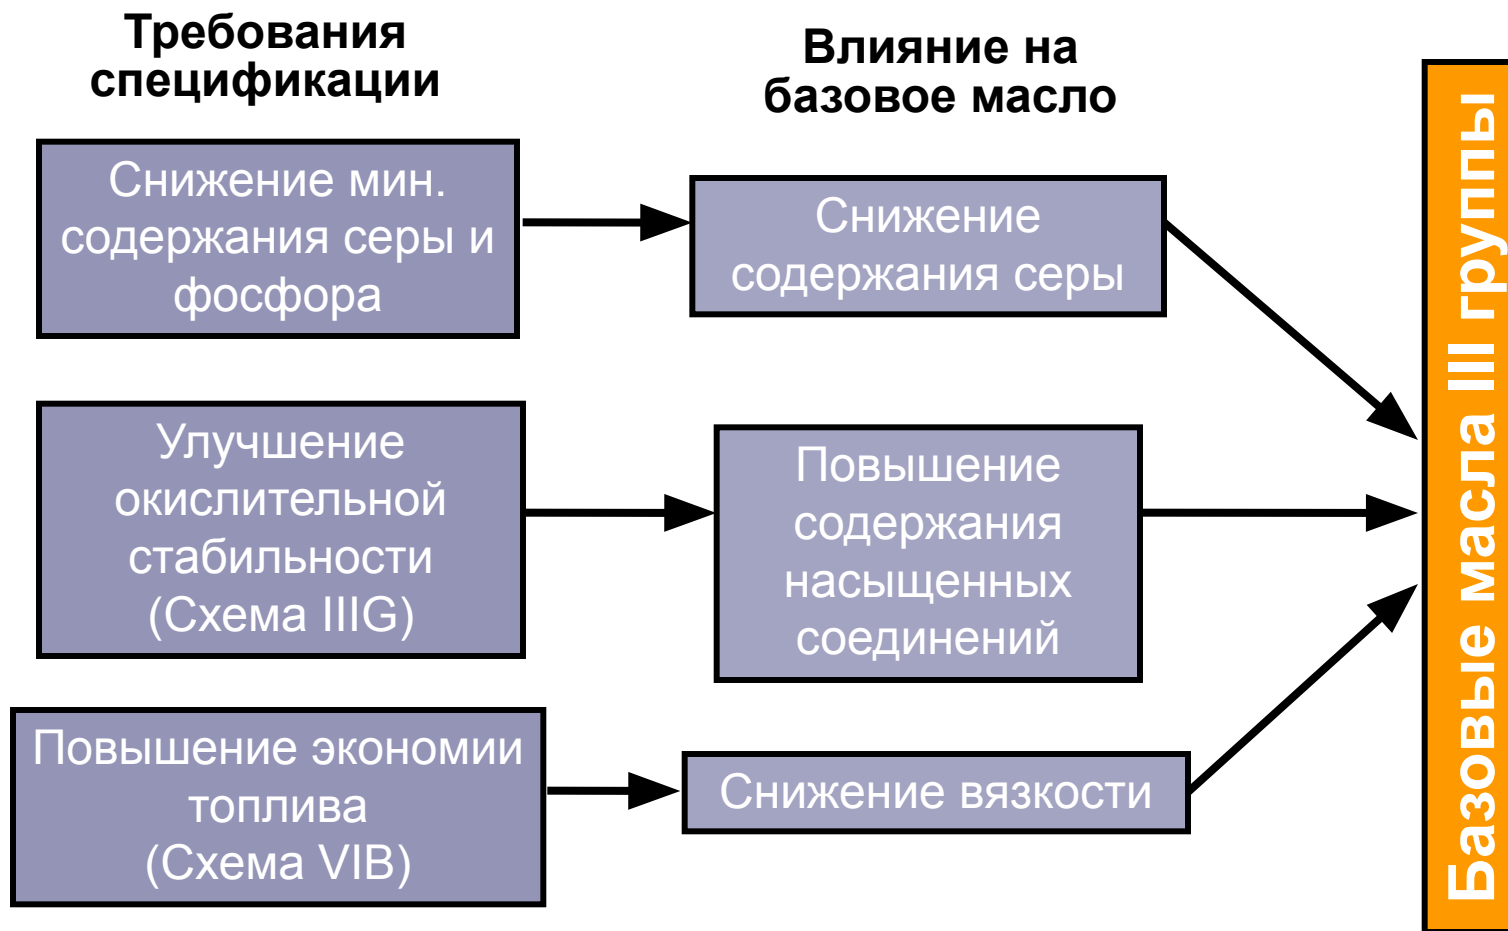 Требования
спецификации
Влияние на
базовое масло
Снижение мин.
содержания серы и
фосфора
Снижение
содержания серы
Улучшение
окислительной
стабильности
(Схема IIIG)
Повышение
содержания
насыщенных
соединений
Повышение экономии
топлива
(Схема VIB)
Снижение вязкости
Базовые масла III группы